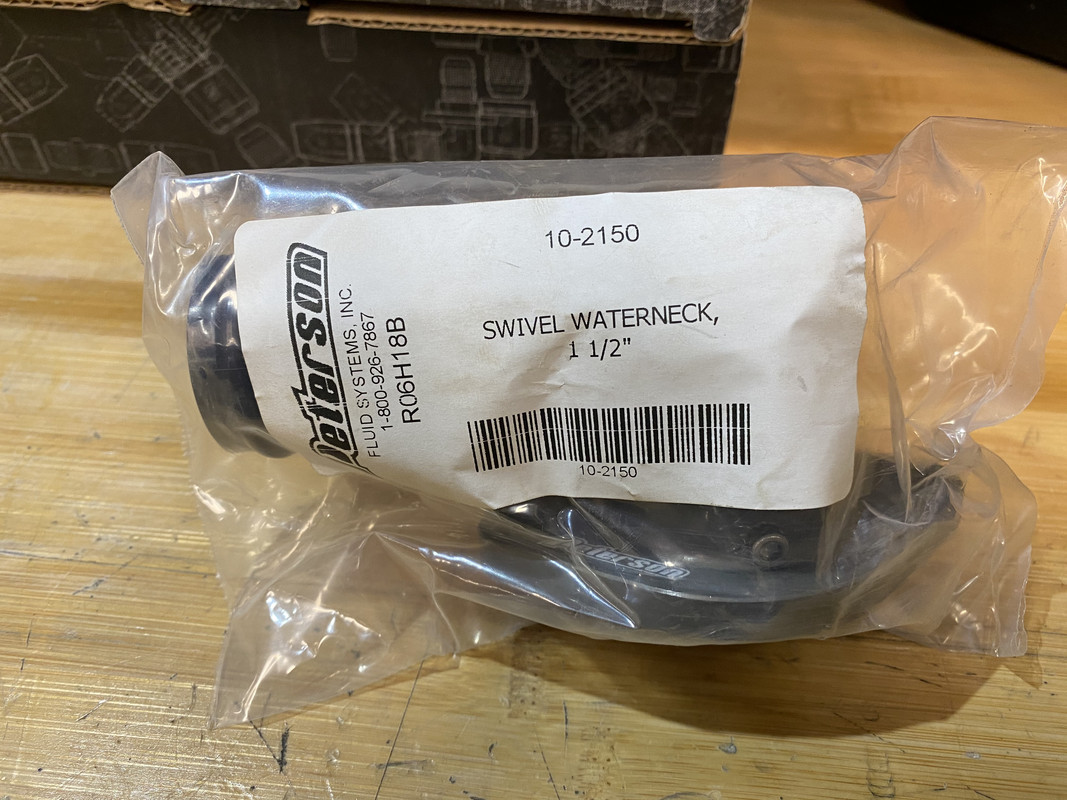 10-2150
SWIVEL WATERNECK,
1 1/2"
10-2150
Peterson
FLUID SYSTEMS, INC.
1-800-926-7867
R06H18B
PETERSON